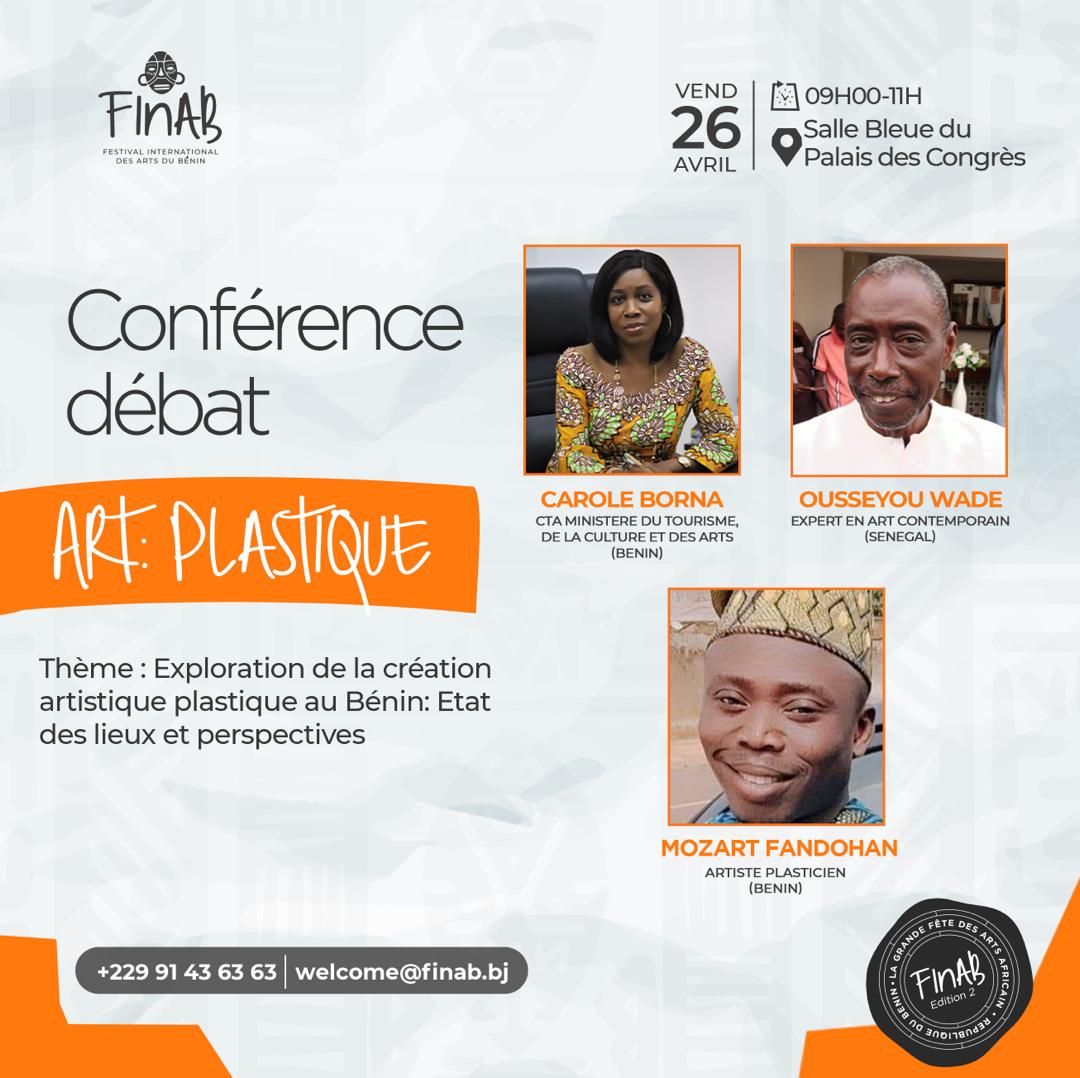 FInAB
FESTIVAL INTERNATIONAL
DES ARTS DU BÉNIN
VEND
26
AVRIL
09H00-11H
Salle Bleue du
Palais des Congrès
Conférence
débat
ART: PLASTIQUE
Thème : Exploration de la création
artistique plastique au Bénin: Etat
des lieux et perspectives
CAROLE BORNA
CTA MINISTERE DU TOURISME,
DE LA CULTURE ET DES ARTS
(BENIN)
OUSSEYOU WADE
EXPERT EN ART CONTEMPORAIN
(SENEGAL)
MOZART FANDOHAN
ARTISTE PLASTICIEN
(BENIN)
+229 91 43 63 63 | welcome@finab.bj
LA GRANDE FÊTE DES ARTS AFRICAIN • REPUBLIQUE DU BENIN •
FInAB
Edition 2